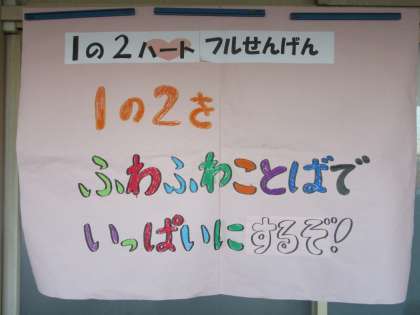 1の2ハートフルせんげん
1の2を
ふわふわことばで
いっぱいにするぞ!